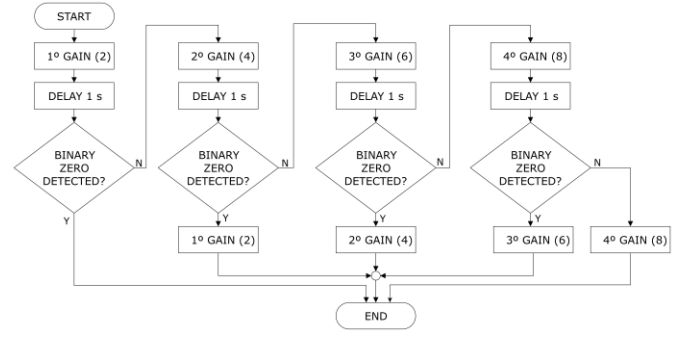 START
1º GAIN (2)
2º GAIN (4)
3º GAIN (6)
4º GAIN (8)
DELAY 1 s
DELAY 1 s
DELAY 1 s
DELAY 1 s
BINARY
ZERO
DETECTED?
N
BINARY
ZERO
DETECTED?
N
BINARY
ZERO
DETECTED?
N
BINARY
ZERO
DETECTED?
N
Y
Y
Y
Y
1º GAIN (2)
2º GAIN (4)
3º GAIN (6)
4º GAIN (8)
END